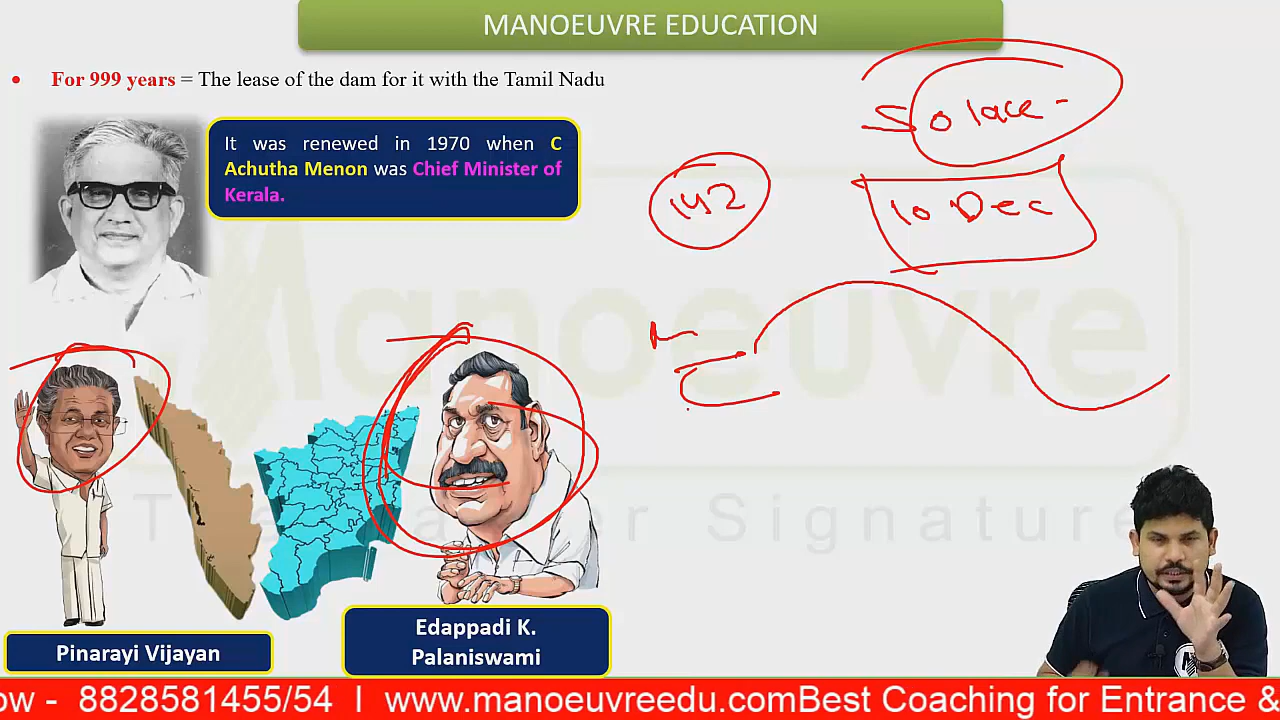 MANOEUVRE EDUCATION
• For 999 years = The lease of the dam for it with the Tamil Nadu
It was renewed in 1970 when C
Achutha Menon was Chief Minister of
Kerala.
Solace -
142
10 Dec
Manoeuvre
Signature
Pinarayi Vijayan
Edappadi K.
Palaniswami
ow - 8828581455/54 I www.manoeuvreedu.comBest Coaching for Entrance &